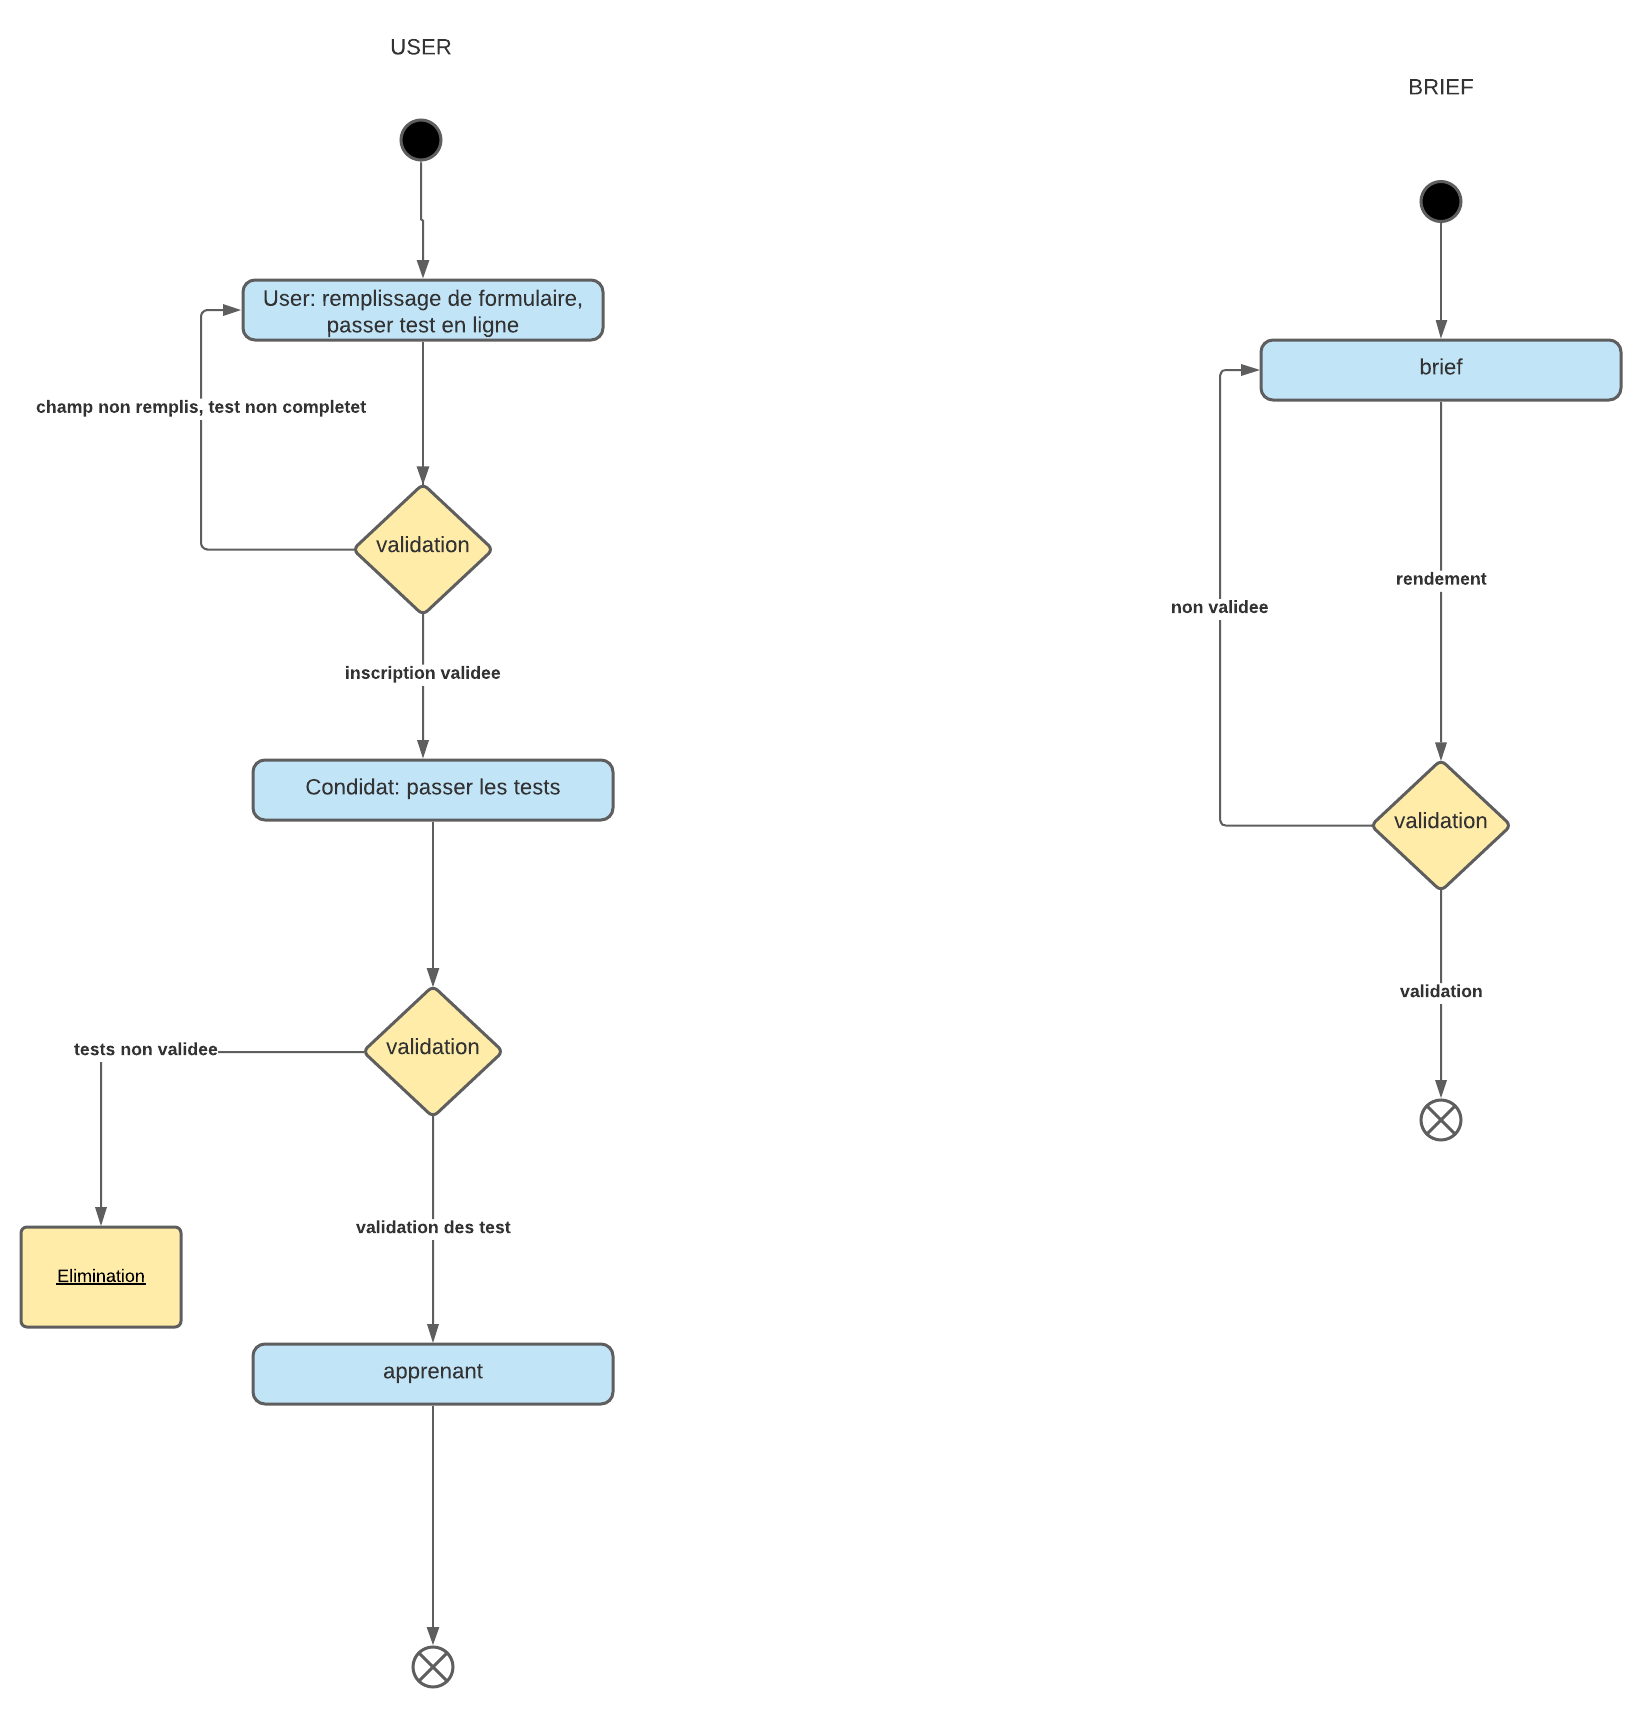 USER
User: remplissage de formulaire,
passer test en ligne
champ non remplis, test non completet
validation
inscription validee
Condidat: passer les tests
validation
tests non validee
validation des test
Elimination
apprenant
BRIEF
brief
rendement
non validee
validation
validation